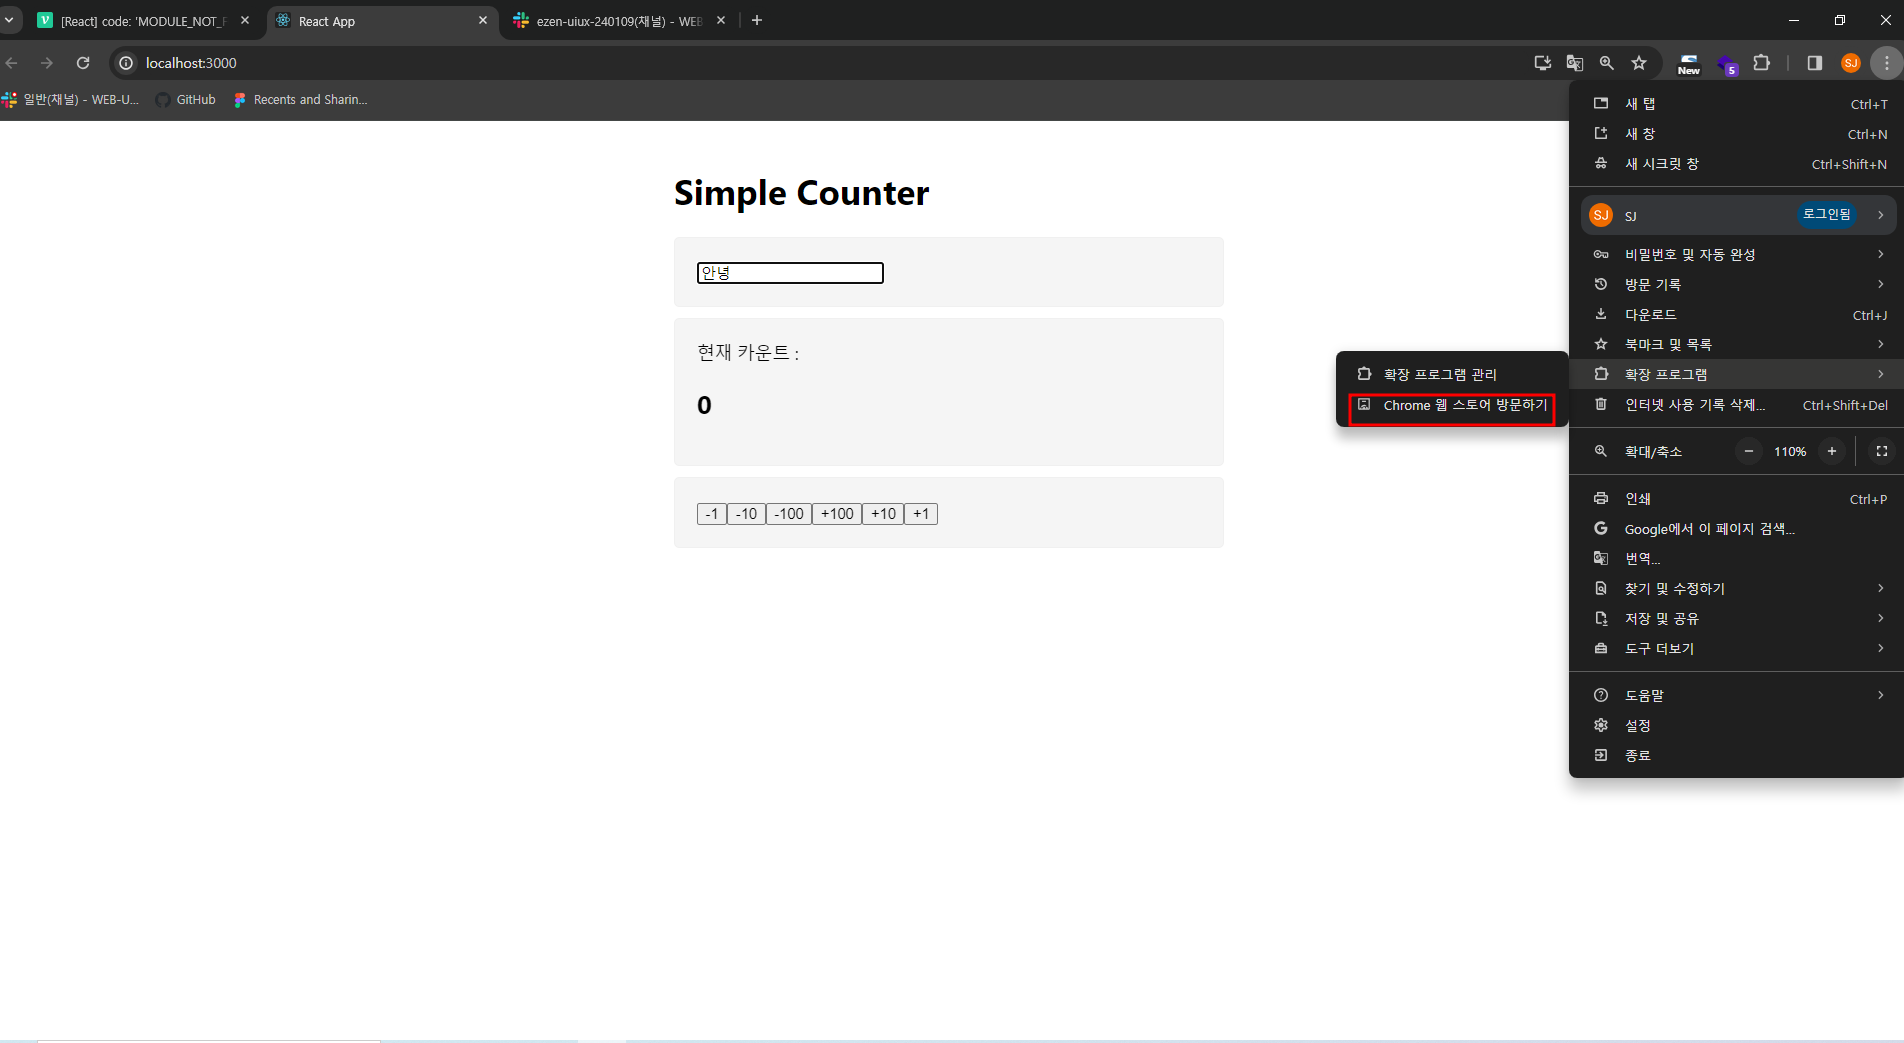 [React] code: 'MODULE_NOT_F
React App
ezen-uiux-240109(채널) - WEB
localhost:3000
New
5
SJ
일반(채널) - WEB-U...
GitHub
Recents and Sharin...
Simple Counter
안녕
현재 카운트 :
0
-1 -10 -100 +100 +10 +1
새 탭 Ctrl+T
새 창 Ctrl+N
새 시크릿 창 Ctrl+Shift+N
SJ SJ 로그인됨
비밀번호 및 자동 완성
방문 기록
다운로드 Ctrl+J
북마크 및 목록
확장 프로그램
확장 프로그램 관리
Chrome 웹 스토어 방문하기
인터넷 사용 기록 삭제... Ctrl+Shift+Del
확대/축소 − 110% +
인쇄 Ctrl+P
Google에서 이 페이지 검색...
번역...
찾기 및 수정하기
저장 및 공유
도구 더보기
도움말
설정
종료